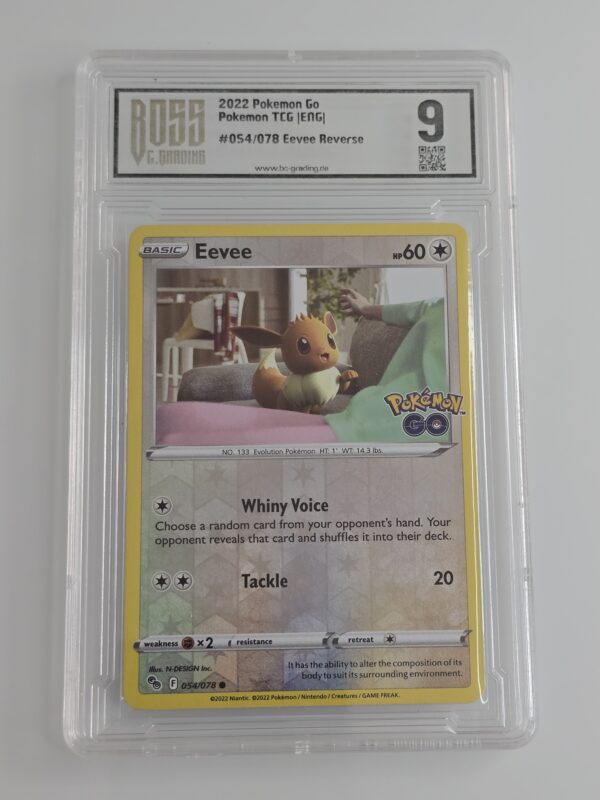 BOSS
C.GRADING
2022 Pokemon Go
Pokemon TCG |ENG|
#054/078 Eevee Reverse
www.bc-grading.de
9
BASIC Eevee HP 60
Pokémon GO
NO. 133 Evolution Pokémon HT: 1' WT: 14.3 lbs.
Whiny Voice
Choose a random card from your opponent's hand. Your
opponent reveals that card and shuffles it into their deck.
Tackle 20
weakness ×2 resistance retreat
Illus. N-DESIGN Inc.
F 054/078
It has the ability to alter the composition of its
body to suit its surrounding environment.
©2022 Niantic. ©2022 Pokémon / Nintendo / Creatures / GAME FREAK.